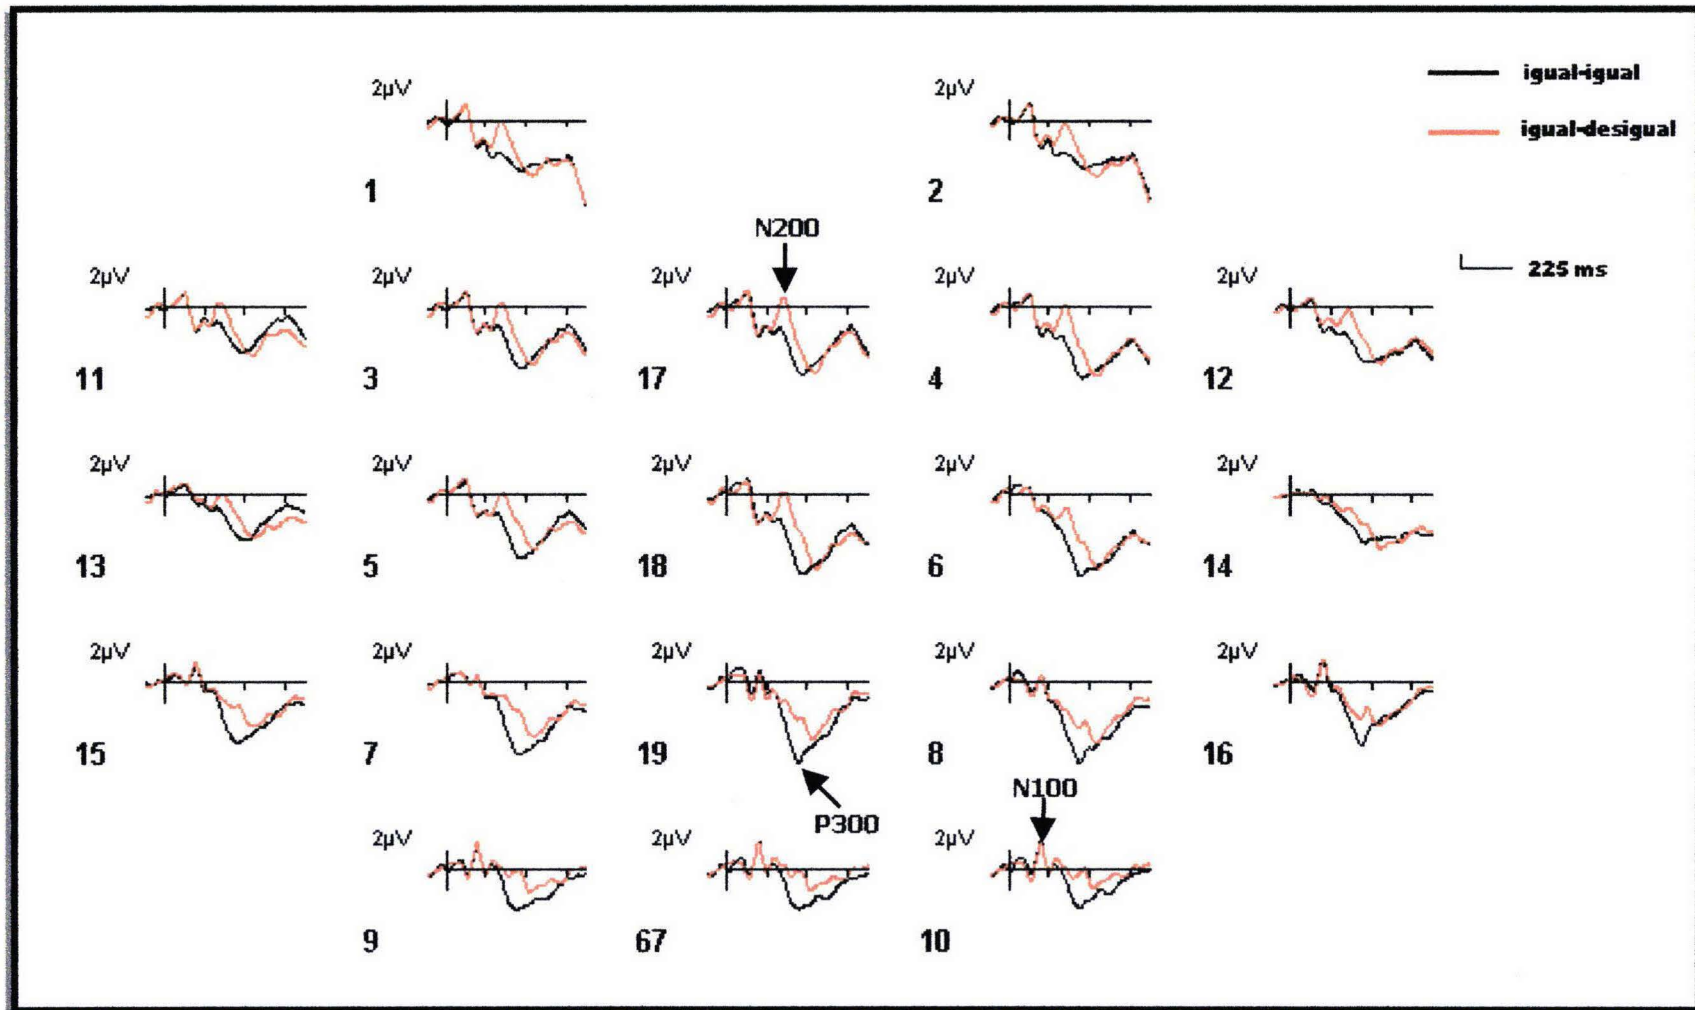 2µV 2µV igual-igual
igual-desigual
1 2
N200
2µV 2µV 2µV 2µV 2µV 225 ms
11 3 17 4 12
2µV 2µV 2µV 2µV 2µV
13 5 18 6 14
2µV 2µV 2µV 2µV 2µV
15 7 19 8 16
N100
P300
2µV 2µV 2µV
9 67 10